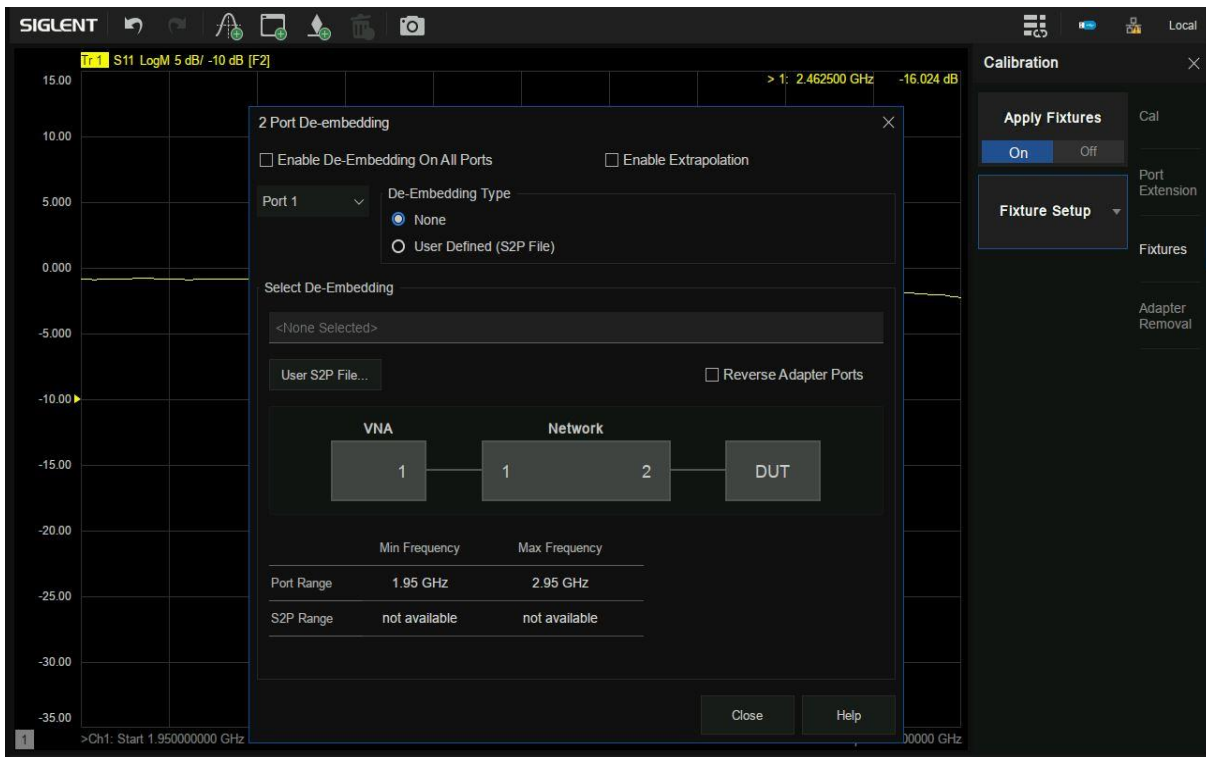 SIGLENT
Local
Tr 1 S11 LogM 5 dB/ -10 dB [F2]
> 1: 2.462500 GHz -16.024 dB
15.00
10.00
5.000
0.000
-5.000
-10.00
-15.00
-20.00
-25.00
-30.00
-35.00
1
>Ch1: Start 1.950000000 GHz
00000 GHz
2 Port De-embedding
Enable De-Embedding On All Ports
Enable Extrapolation
Port 1
De-Embedding Type
None
User Defined (S2P File)
Select De-Embedding
<None Selected>
User S2P File...
Reverse Adapter Ports
VNA
Network
1
1
2
DUT
Min Frequency Max Frequency
Port Range 1.95 GHz 2.95 GHz
S2P Range not available not available
Close
Help
Calibration
Apply Fixtures
On Off
Fixture Setup
Cal
Port
Extension
Fixtures
Adapter
Removal